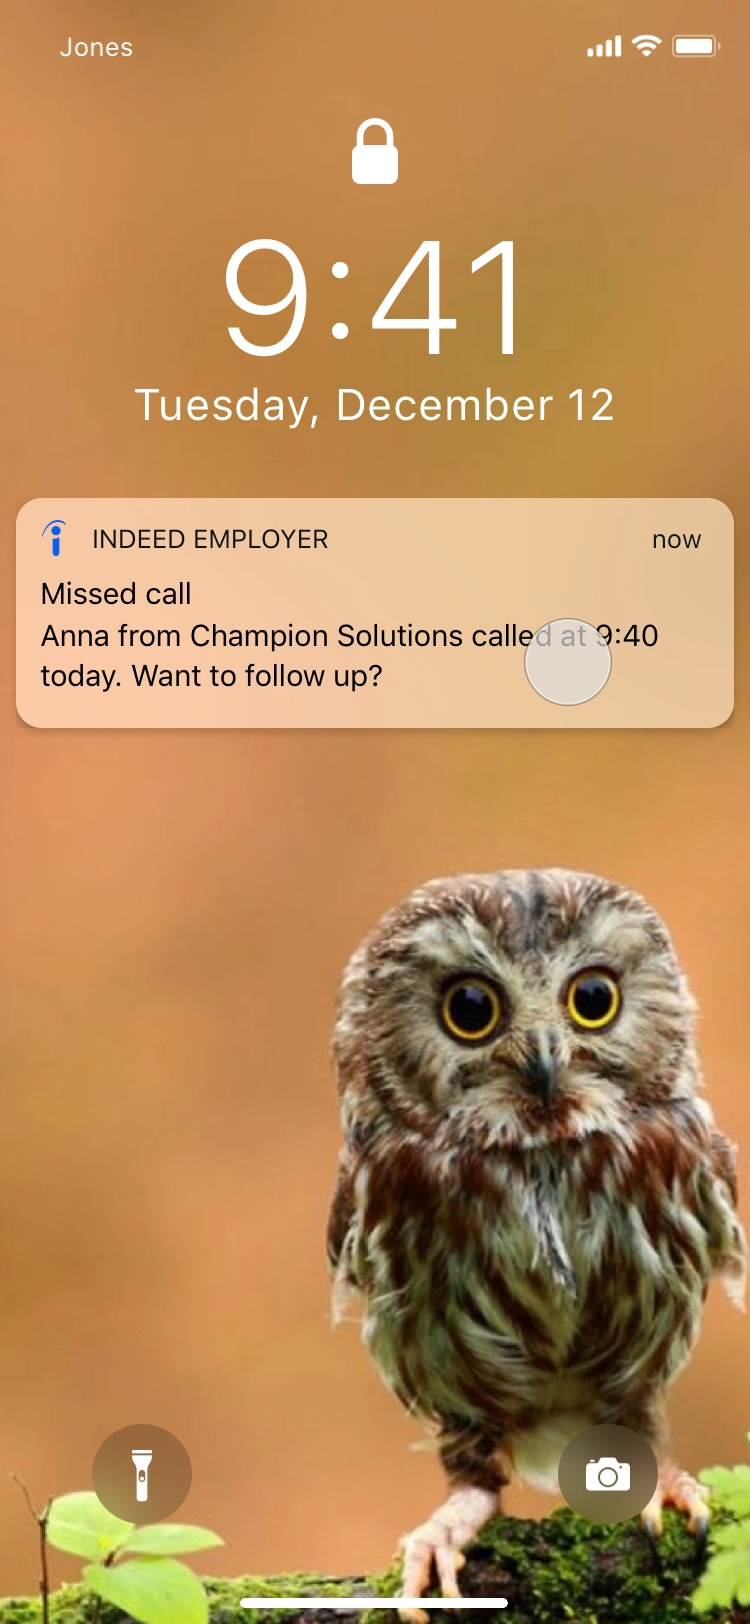 Jones
9:41
Tuesday, December 12
INDEED EMPLOYER now
Missed call
Anna from Champion Solutions called at 9:40
today. Want to follow up?